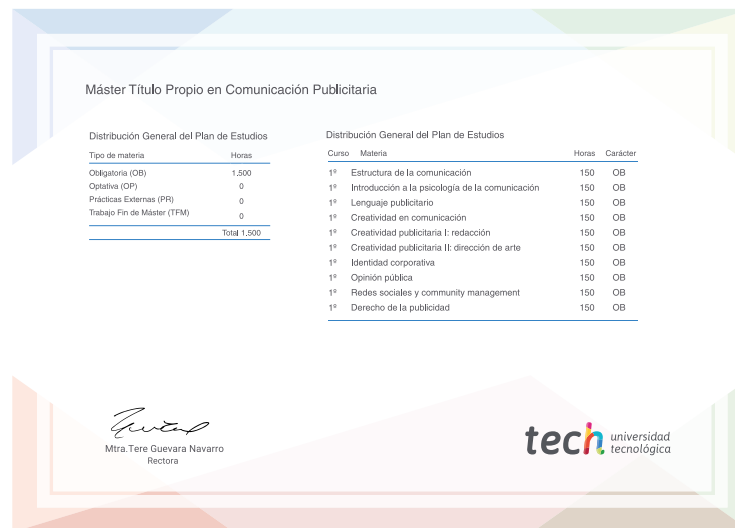 Máster Título Propio en Comunicación Publicitaria
Distribución General del Plan de Estudios
Tipo de materia Horas
Obligatoria (OB) 1.500
Optativa (OP) 0
Prácticas Externas (PR) 0
Trabajo Fin de Máster (TFM) 0
Total 1,500
Distribución General del Plan de Estudios
Curso Materia Horas Carácter
1º Estructura de la comunicación 150 OB
1º Introducción a la psicología de la comunicación 150 OB
1º Lenguaje publicitario 150 OB
1º Creatividad en comunicación 150 OB
1º Creatividad publicitaria I: redacción 150 OB
1º Creatividad publicitaria II: dirección de arte 150 OB
1º Identidad corporativa 150 OB
1º Opinión pública 150 OB
1º Redes sociales y community management 150 OB
1º Derecho de la publicidad 150 OB
Mtra.Tere Guevara Navarro
Rectora
tech universidad
tecnológica